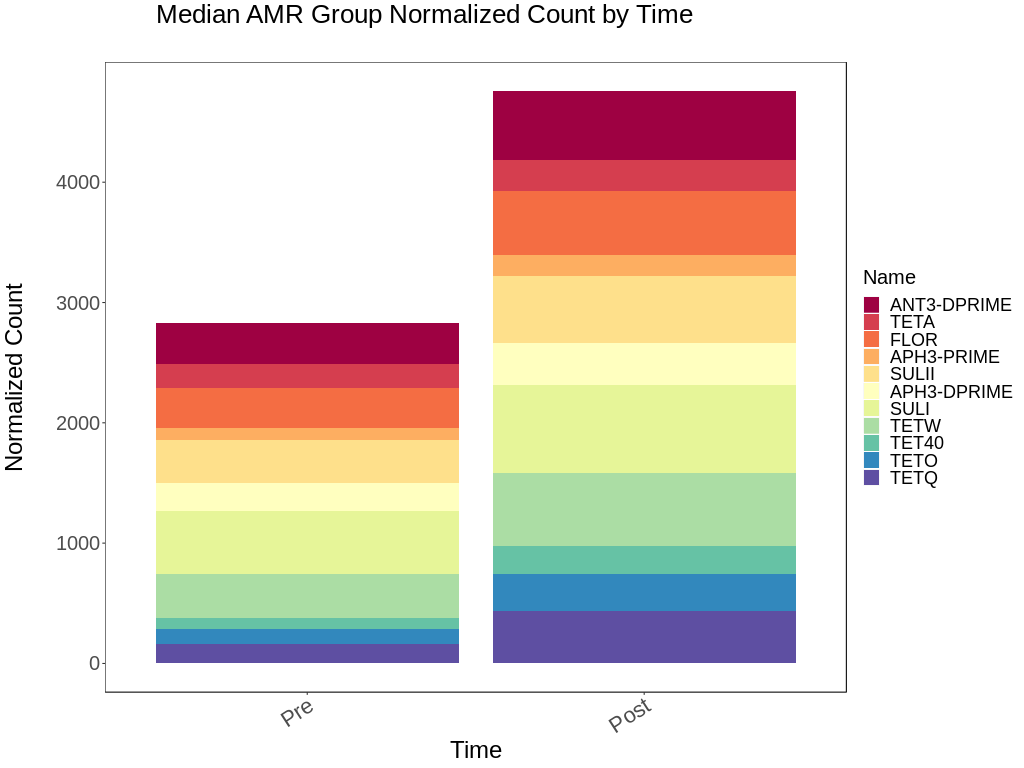 Median AMR Group Normalized Count by Time
Normalized Count
4000
3000
2000
1000
0
Pre
Post
Time
Name
ANT3-DPRIME
TETA
FLOR
APH3-PRIME
SULII
APH3-DPRIME
SULI
TETW
TET40
TETO
TETQ